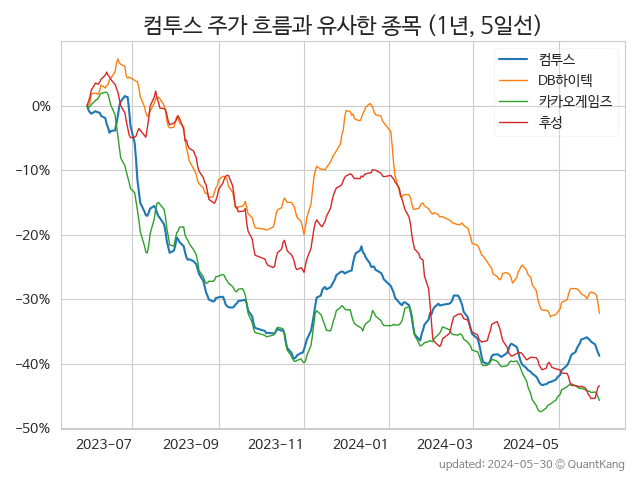 컴투스 주가 흐름과 유사한 종목 (1년, 5일선)
컴투스
DB하이텍
카카오게임즈
후성
0%
−10%
−20%
−30%
−40%
−50%
2023-07
2023-09
2023-11
2024-01
2024-03
2024-05
updated: 2024-05-30 © QuantKang